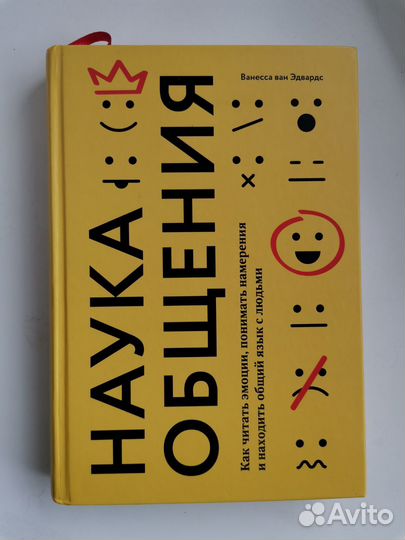 Ванесса ван Эдвардс
НАУКА
ОБЩЕНИЯ
Как читать эмоции, понимать намерения
и находить общий язык с людьми
Avito